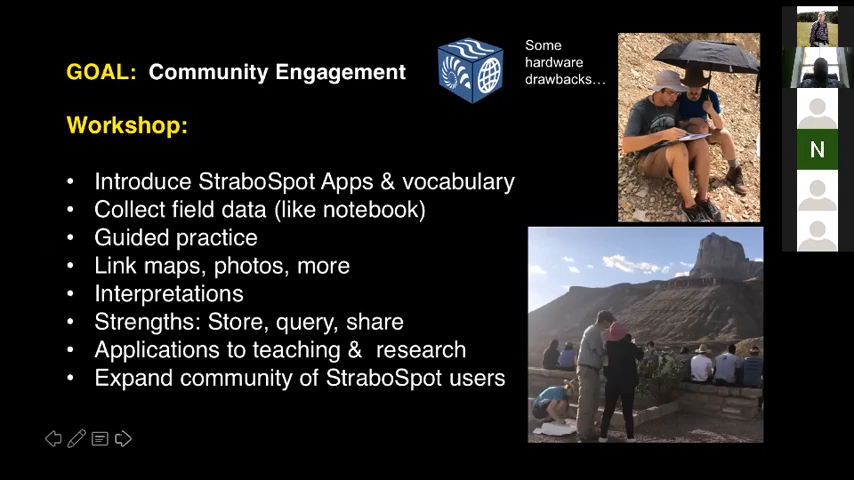 GOAL: Community Engagement
Some
hardware
drawbacks…
Workshop:
• Introduce StraboSpot Apps & vocabulary
• Collect field data (like notebook)
• Guided practice
• Link maps, photos, more
• Interpretations
• Strengths: Store, query, share
• Applications to teaching & research
• Expand community of StraboSpot users
N